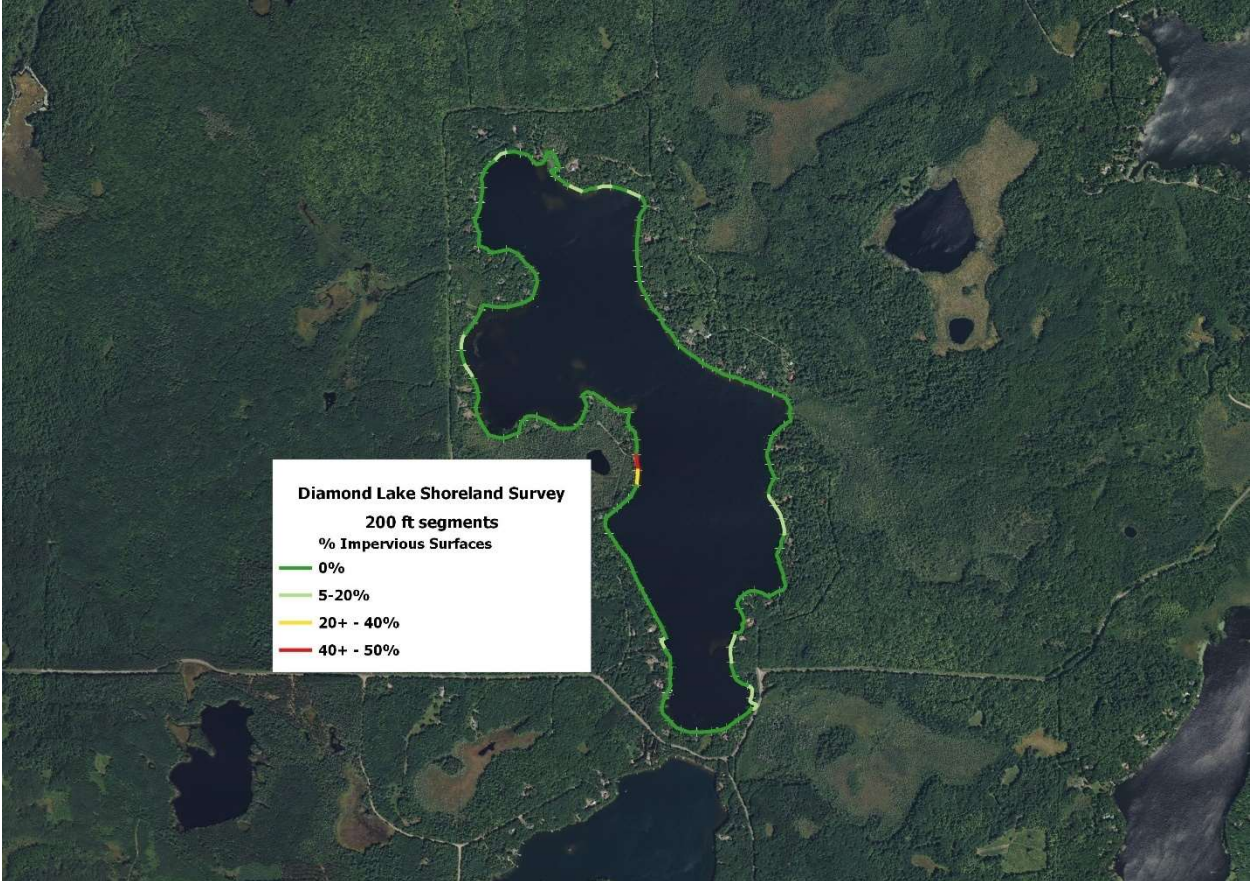 Diamond Lake Shoreland Survey
200 ft segments
% Impervious Surfaces
0%
5-20%
20+ - 40%
40+ - 50%